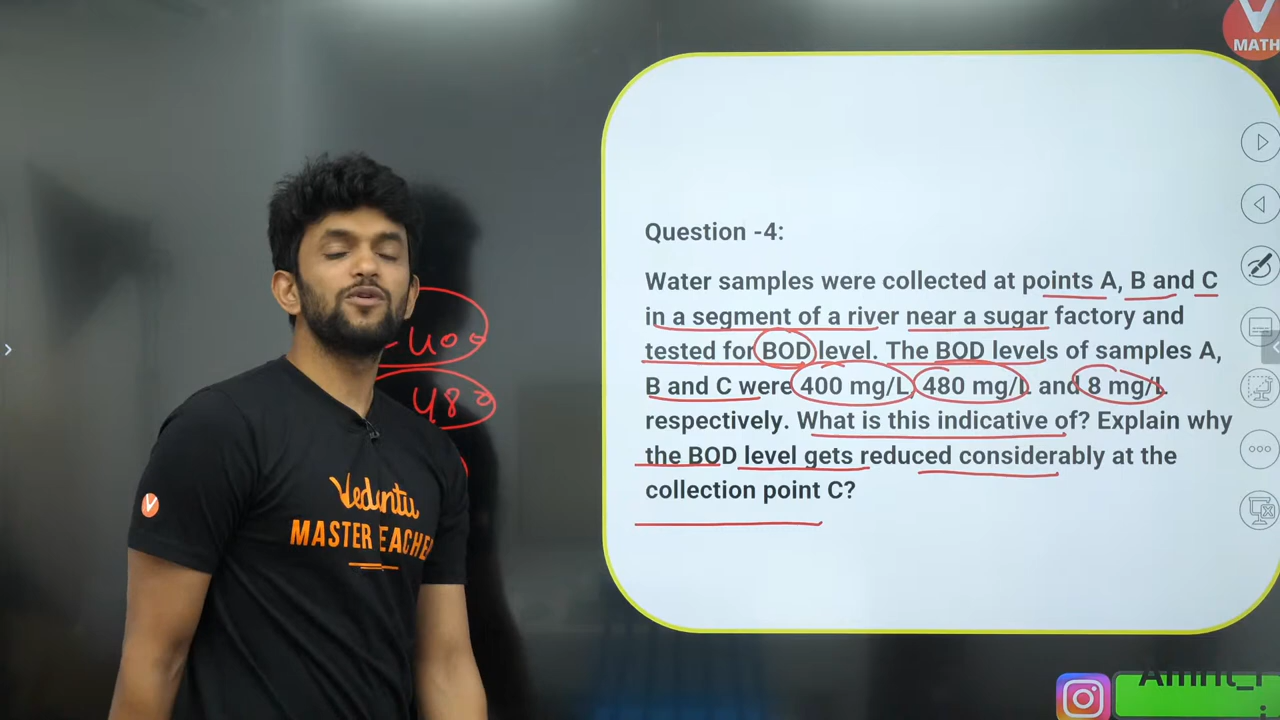 MATH
Question -4:
Water samples were collected at points A, B and C
in a segment of a river near a sugar factory and
tested for BOD level. The BOD levels of samples A,
B and C were 400 mg/L, 480 mg/L and 8 mg/L
respectively. What is this indicative of? Explain why
the BOD level gets reduced considerably at the
collection point C?
400
480
Vedantu
MASTER TEACHER